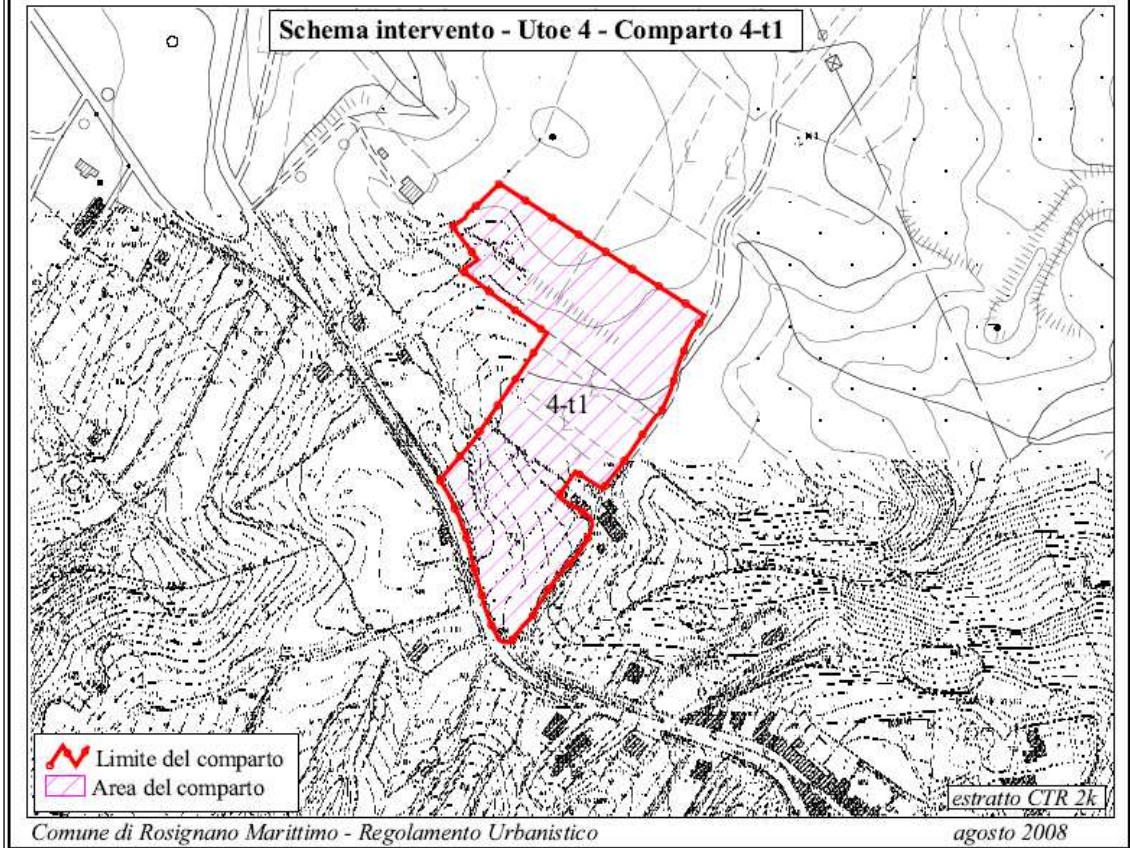 Schema intervento - Utoe 4 - Comparto 4-t1
4-t1
Limite del comparto
Area del comparto
estratto CTR 2k
Comune di Rosignano Marittimo - Regolamento Urbanistico
agosto 2008